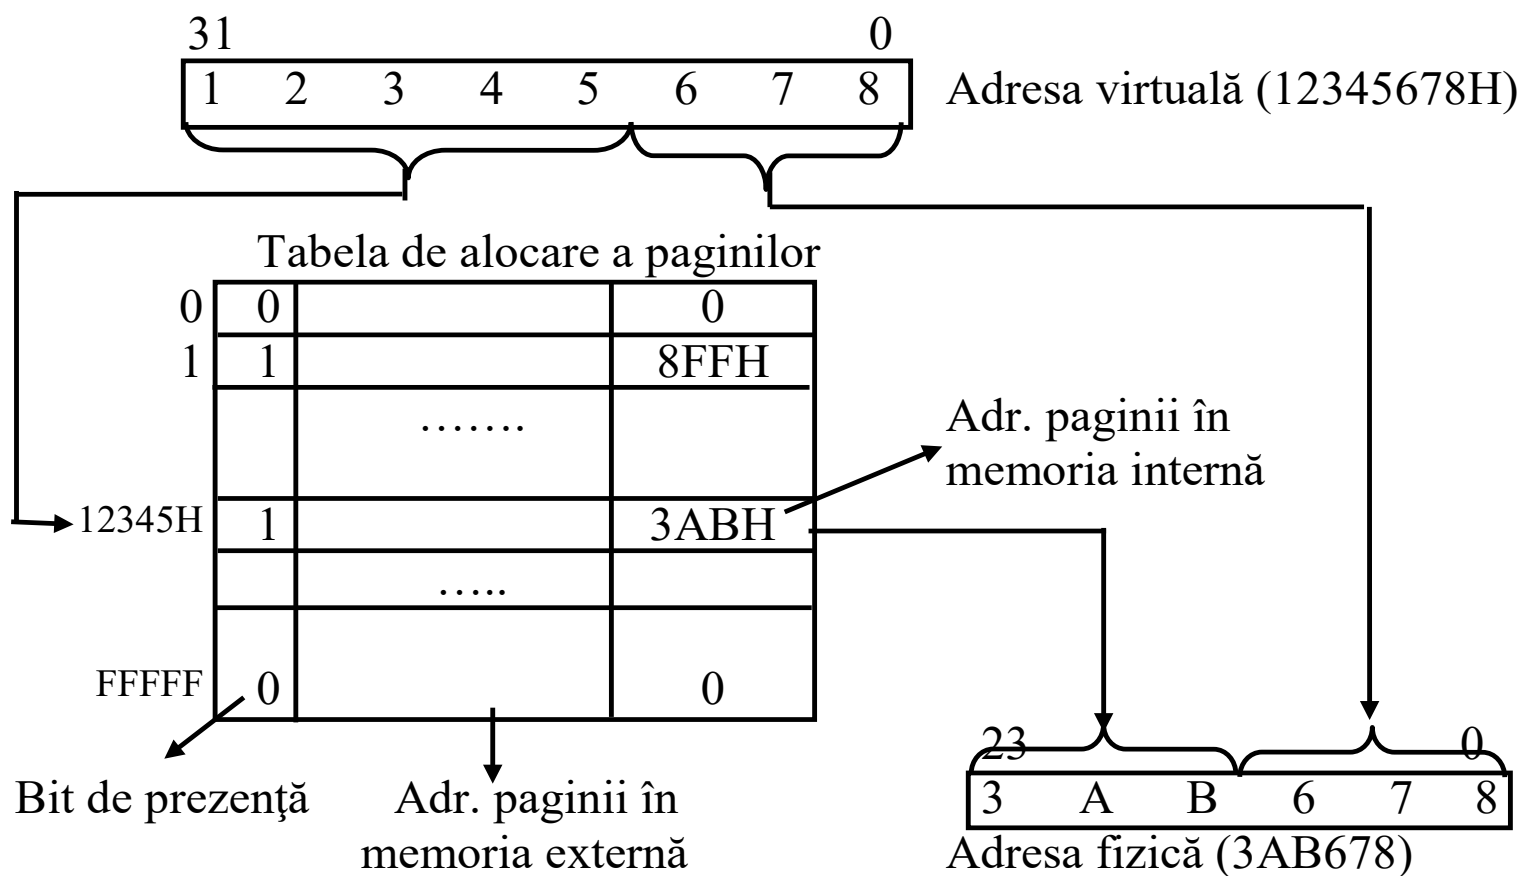 31 0
1 2 3 4 5 6 7 8 Adresa virtuală (12345678H)
Tabela de alocare a paginilor
0 0 0
1 1 8FFH
.......
Adr. paginii în
memoria internă
12345H 1 3ABH
.....
FFFFF 0 0
23 0
3 A B 6 7 8
Bit de prezenţă
Adr. paginii în
memoria externă
Adresa fizică (3AB678)